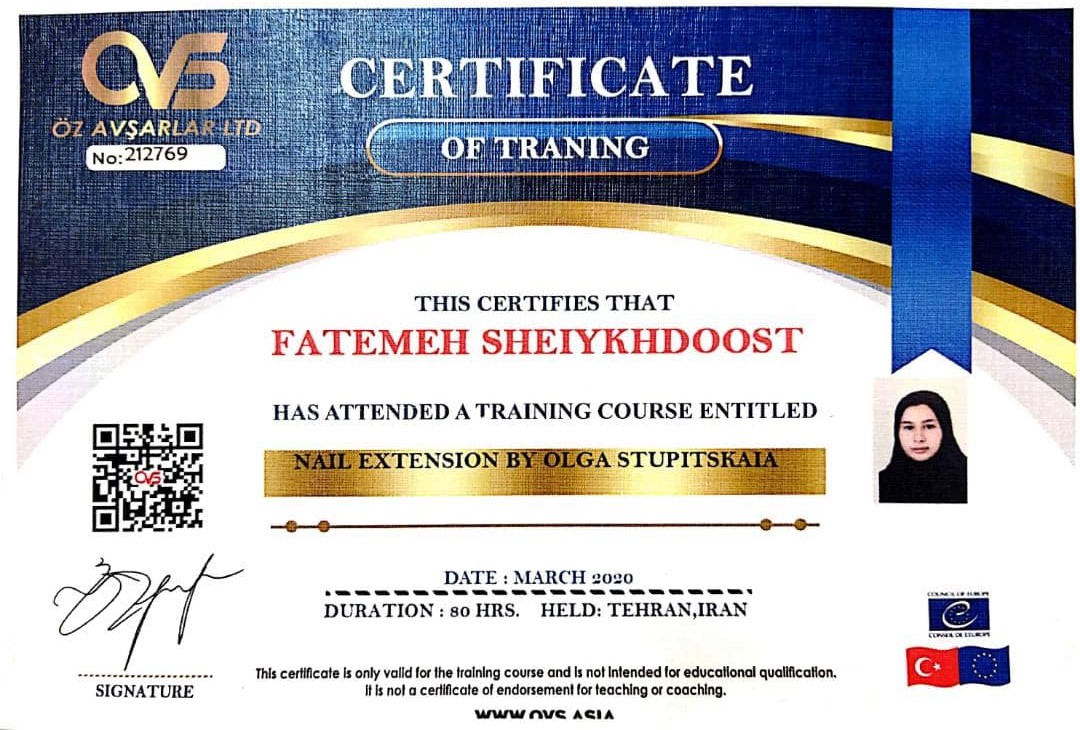 OVS
ÖZ AVŞARLAR LTD
No: 212769
CERTIFICATE
OF TRANING
THIS CERTIFIES THAT
FATEMEH SHEIYKHDOOST
HAS ATTENDED A TRAINING COURSE ENTITLED
NAIL EXTENSION BY OLGA STUPITSKAIA
OVS
DATE : MARCH 2020
DURATION : 80 HRS. HELD: TEHRAN,IRAN
SIGNATURE
This certificate is only valid for the training course and is not intended for educational qualification.
It is not a certificate of endorsement for teaching or coaching.
WWW.OVS.ASIA
COUNCIL OF EUROPE
CONSEIL DE L'EUROPE